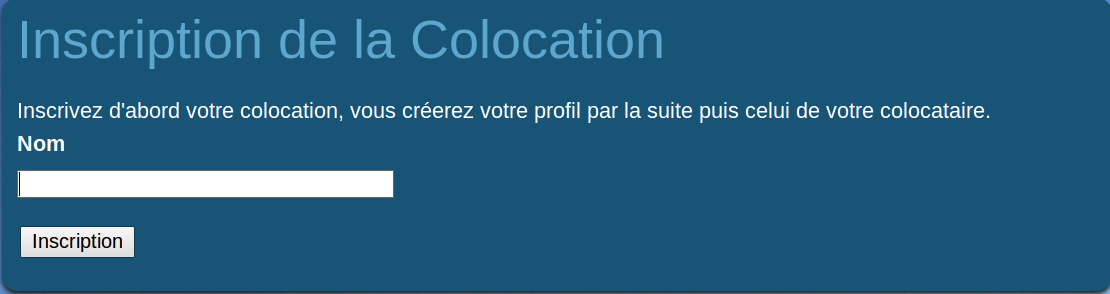 Inscription de la Colocation
Inscrivez d'abord votre colocation, vous créerez votre profil par la suite puis celui de votre colocataire.
Nom
Inscription